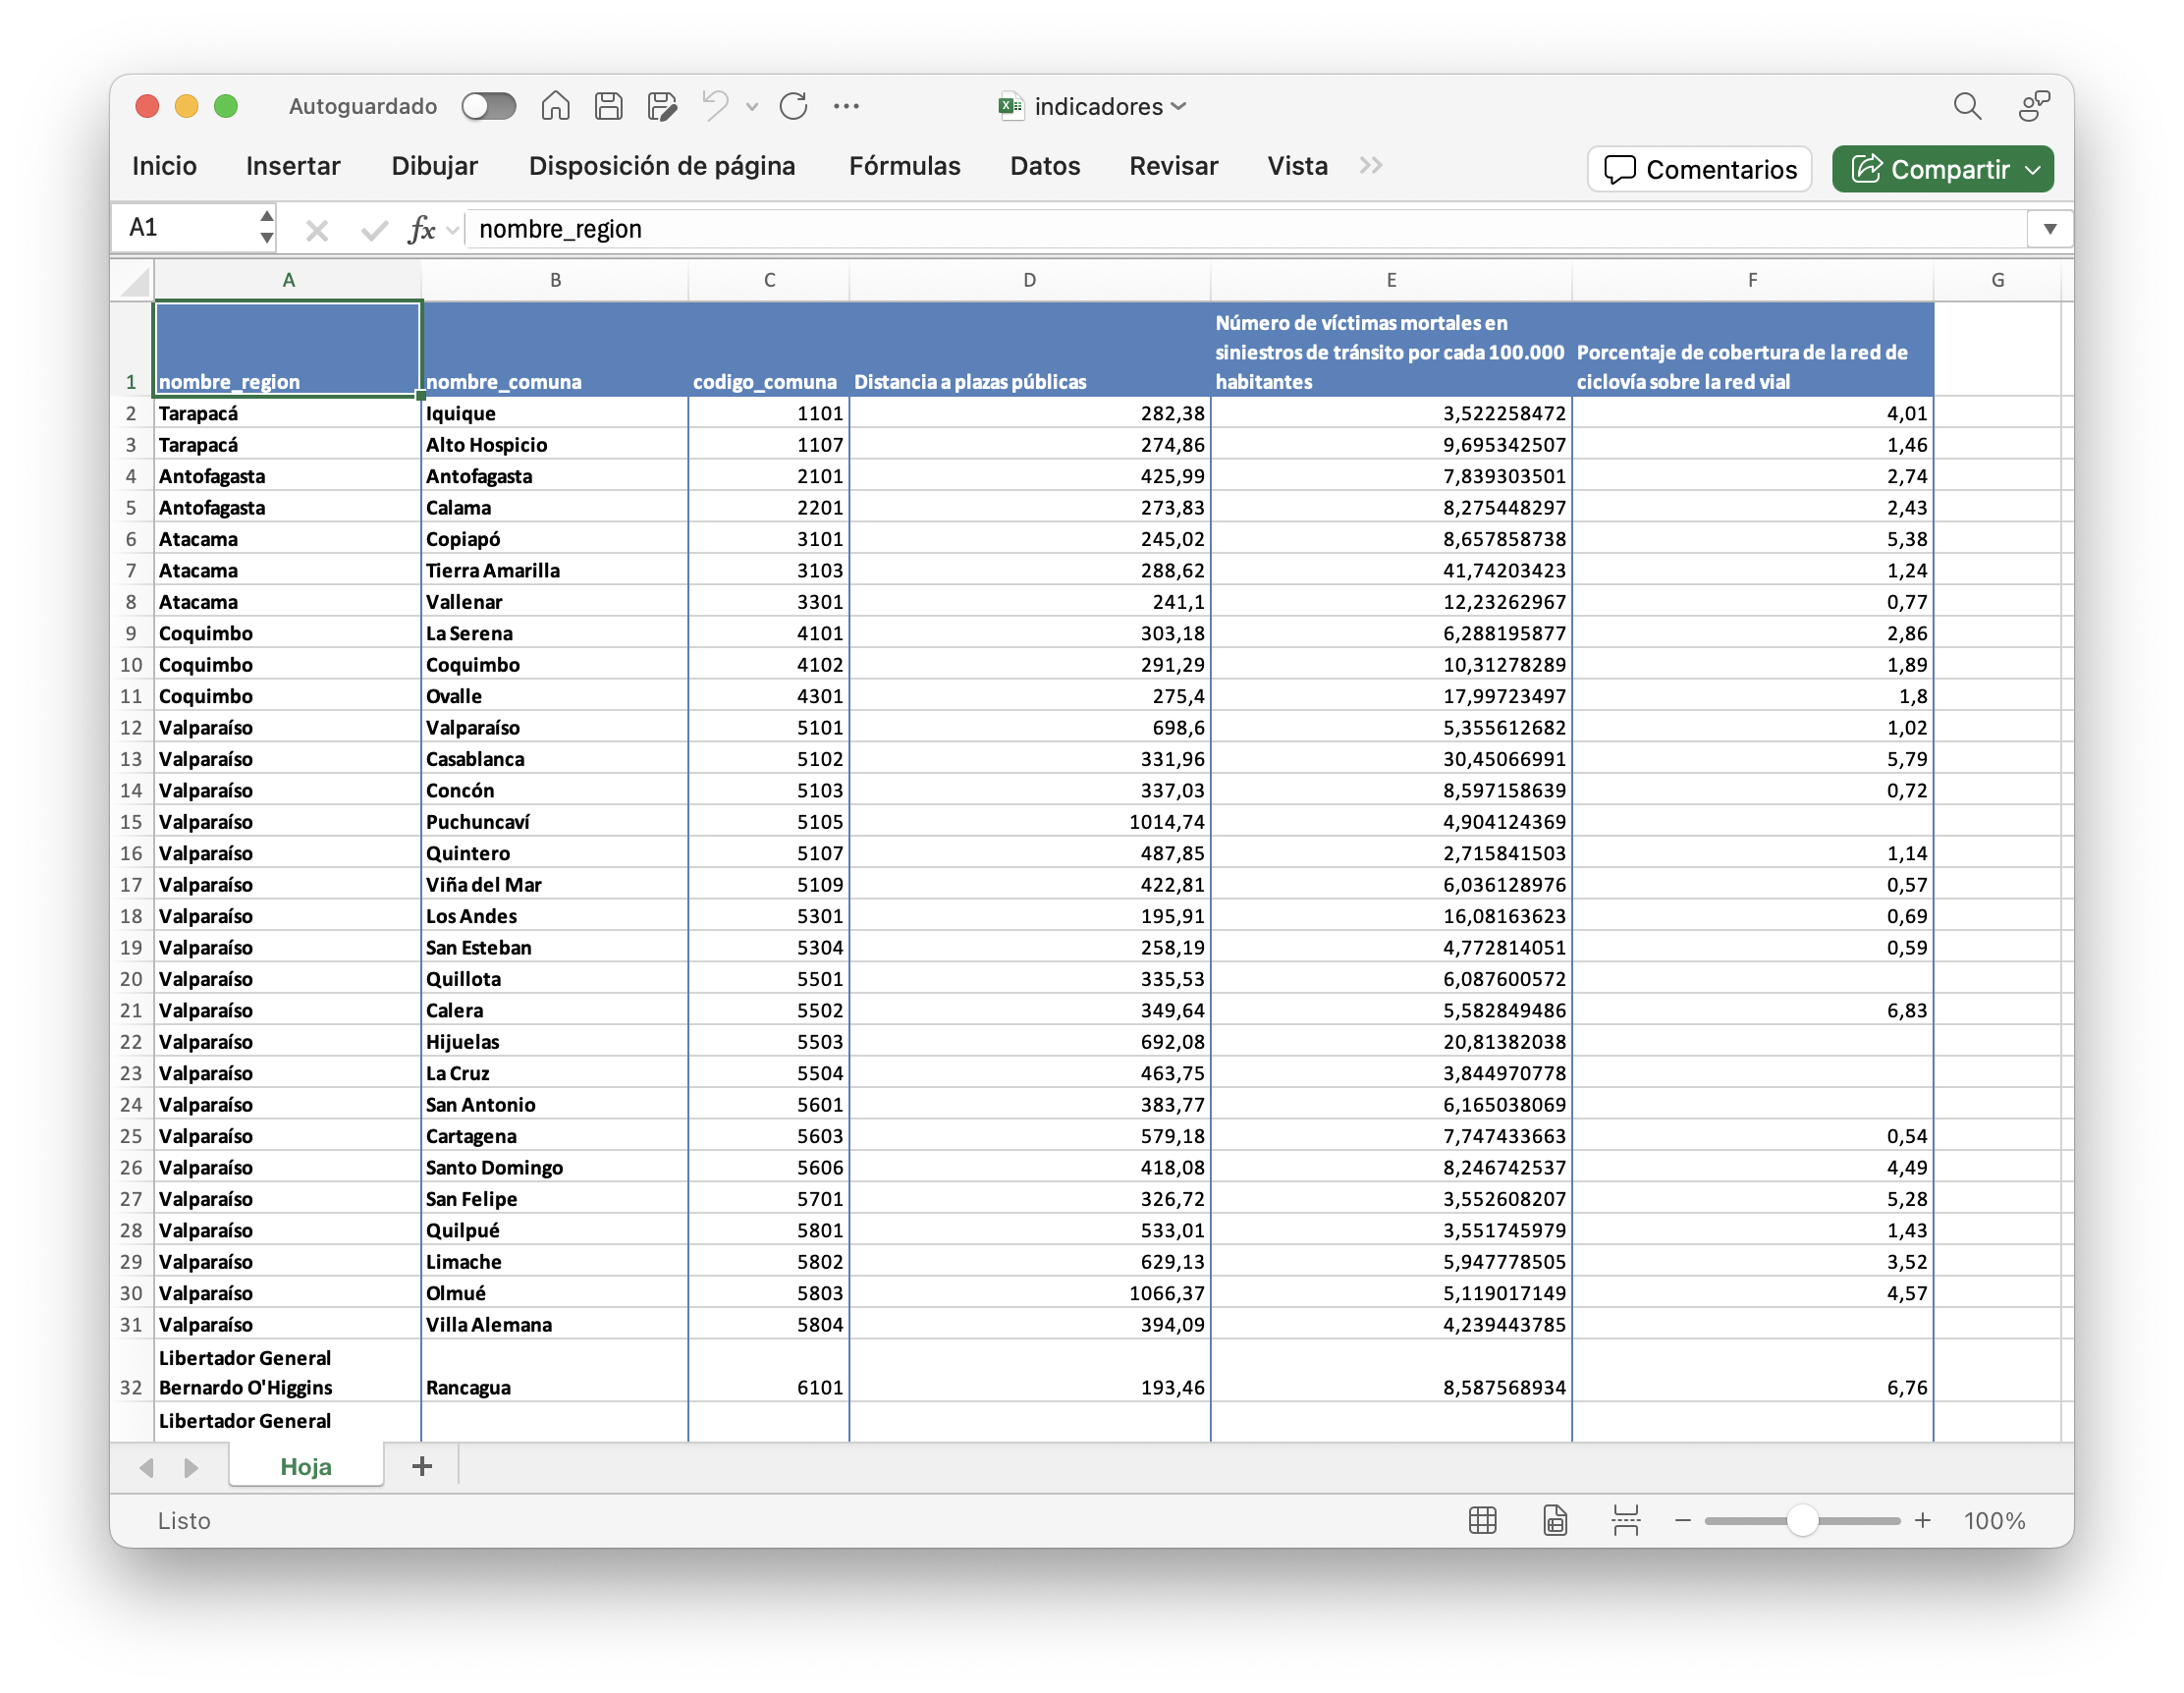 Autoguardado
indicadores
Inicio Insertar Dibujar Disposición de página Fórmulas Datos Revisar Vista Comentarios Compartir
A1 fx nombre_region
A B C D E F G
1 nombre_region nombre_comuna codigo_comuna Distancia a plazas públicas Número de víctimas mortales en siniestros de tránsito por cada 100.000 habitantes Porcentaje de cobertura de la red de ciclovía sobre la red vial
2 Tarapacá Iquique 1101 282,38 3,522258472 4,01
3 Tarapacá Alto Hospicio 1107 274,86 9,695342507 1,46
4 Antofagasta Antofagasta 2101 425,99 7,839303501 2,74
5 Antofagasta Calama 2201 273,83 8,275448297 2,43
6 Atacama Copiapó 3101 245,02 8,657858738 5,38
7 Atacama Tierra Amarilla 3103 288,62 41,74203423 1,24
8 Atacama Vallenar 3301 241,1 12,23262967 0,77
9 Coquimbo La Serena 4101 303,18 6,288195877 2,86
10 Coquimbo Coquimbo 4102 291,29 10,31278289 1,89
11 Coquimbo Ovalle 4301 275,4 17,99723497 1,8
12 Valparaíso Valparaíso 5101 698,6 5,355612682 1,02
13 Valparaíso Casablanca 5102 331,96 30,45066991 5,79
14 Valparaíso Concón 5103 337,03 8,597158639 0,72
15 Valparaíso Puchuncaví 5105 1014,74 4,904124369
16 Valparaíso Quintero 5107 487,85 2,715841503 1,14
17 Valparaíso Viña del Mar 5109 422,81 6,036128976 0,57
18 Valparaíso Los Andes 5301 195,91 16,08163623 0,69
19 Valparaíso San Esteban 5304 258,19 4,772814051 0,59
20 Valparaíso Quillota 5501 335,53 6,087600572
21 Valparaíso Calera 5502 349,64 5,582849486 6,83
22 Valparaíso Hijuelas 5503 692,08 20,81382038
23 Valparaíso La Cruz 5504 463,75 3,844970778
24 Valparaíso San Antonio 5601 383,77 6,165038069
25 Valparaíso Cartagena 5603 579,18 7,747433663 0,54
26 Valparaíso Santo Domingo 5606 418,08 8,246742537 4,49
27 Valparaíso San Felipe 5701 326,72 3,552608207 5,28
28 Valparaíso Quilpué 5801 533,01 3,551745979 1,43
29 Valparaíso Limache 5802 629,13 5,947778505 3,52
30 Valparaíso Olmué 5803 1066,37 5,119017149 4,57
31 Valparaíso Villa Alemana 5804 394,09 4,239443785
Libertador General
32 Bernardo O'Higgins Rancagua 6101 193,46 8,587568934 6,76
Libertador General
Hoja
Listo 100%